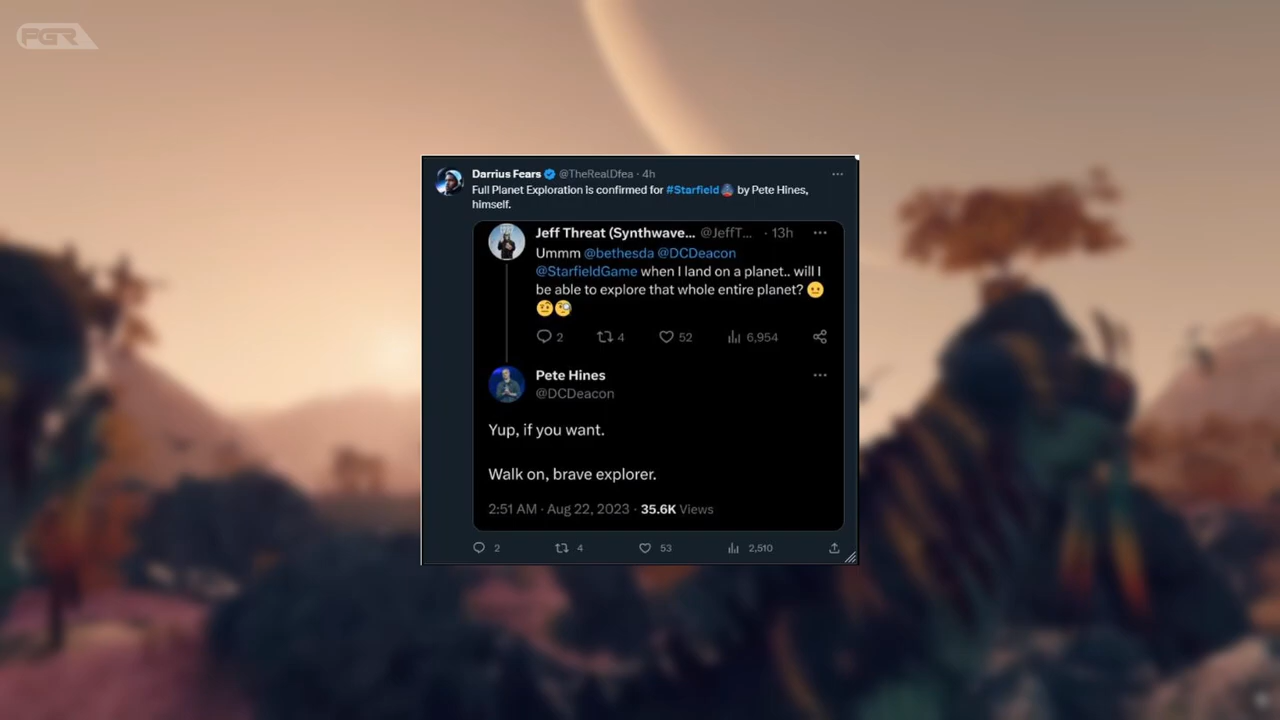 PGR
Darrius Fears @TheRealDfea · 4h
Full Planet Exploration is confirmed for #Starfield by Pete Hines,
himself.
Jeff Threat (Synthwave... @JeffT... · 13h
Ummm @bethesda @DCDeacon
@StarfieldGame when I land on a planet.. will I
be able to explore that whole entire planet? 😐
🤨🧐
2 4 52 6,954
Pete Hines
@DCDeacon
Yup, if you want.
Walk on, brave explorer.
2:51 AM · Aug 22, 2023 · 35.6K Views
2 4 53 2,510